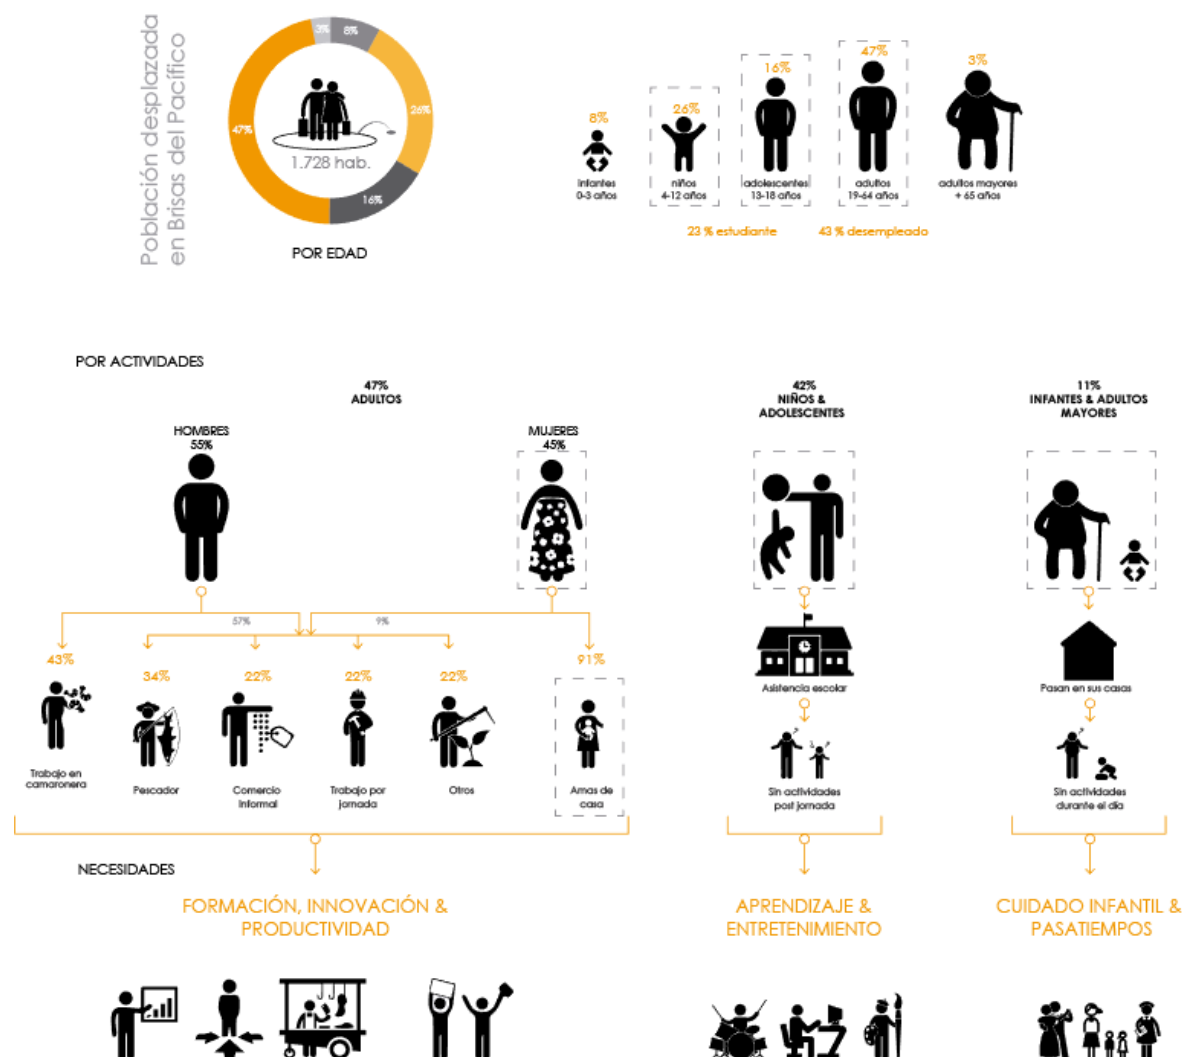 Población desplazada
en Brisas del Pacífico
3%
8%
26%
47%
16%
1.728 hab.
POR EDAD
8%
26%
16%
47%
3%
infantes
0-3 años
niños
4-12 años
adolescentes
13-18 años
adultos
19-64 años
adultos mayores
+ 65 años
23 % estudiante
43 % desempleado
POR ACTIVIDADES
47%
ADULTOS
42%
NIÑOS &
ADOLESCENTES
11%
INFANTES & ADULTOS
MAYORES
HOMBRES
55%
MUJERES
45%
57%
9%
43%
34%
22%
22%
22%
91%
Trabajo en
camaronera
Pescador
Comercio
Informal
Trabajo por
jornada
Otros
Amas de
casa
Asistencia escolar
Pasan en sus casas
Sin actividades
post jornada
Sin actividades
durante el día
NECESIDADES
FORMACIÓN, INNOVACIÓN &
PRODUCTIVIDAD
APRENDIZAJE &
ENTRETENIMIENTO
CUIDADO INFANTIL &
PASATIEMPOS